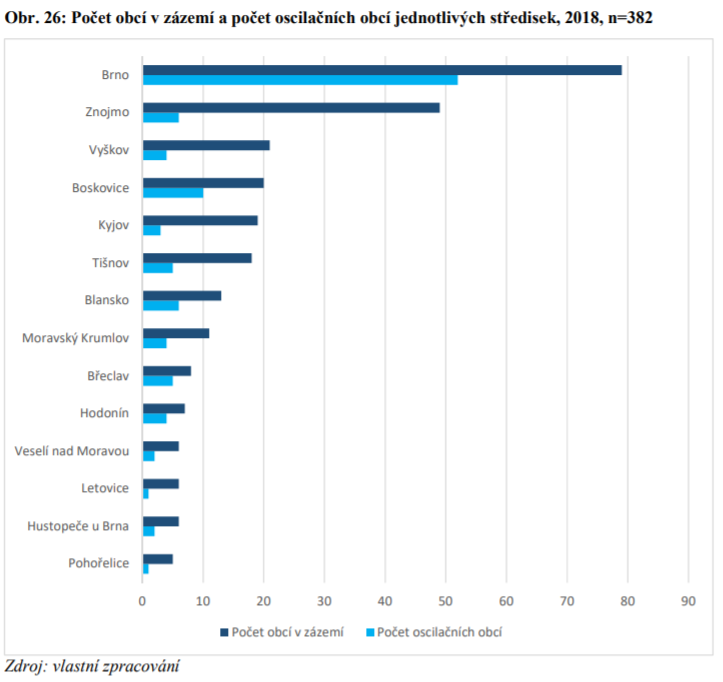 Obr. 26: Počet obcí v zázemí a počet oscilačních obcí jednotlivých středisek, 2018, n=382
Brno
Znojmo
Vyškov
Boskovice
Kyjov
Tišnov
Blansko
Moravský Krumlov
Břeclav
Hodonín
Veselí nad Moravou
Letovice
Hustopeče u Brna
Pohořelice
0 10 20 30 40 50 60 70 80 90
Počet obcí v zázemí Počet oscilačních obcí
Zdroj: vlastní zpracování